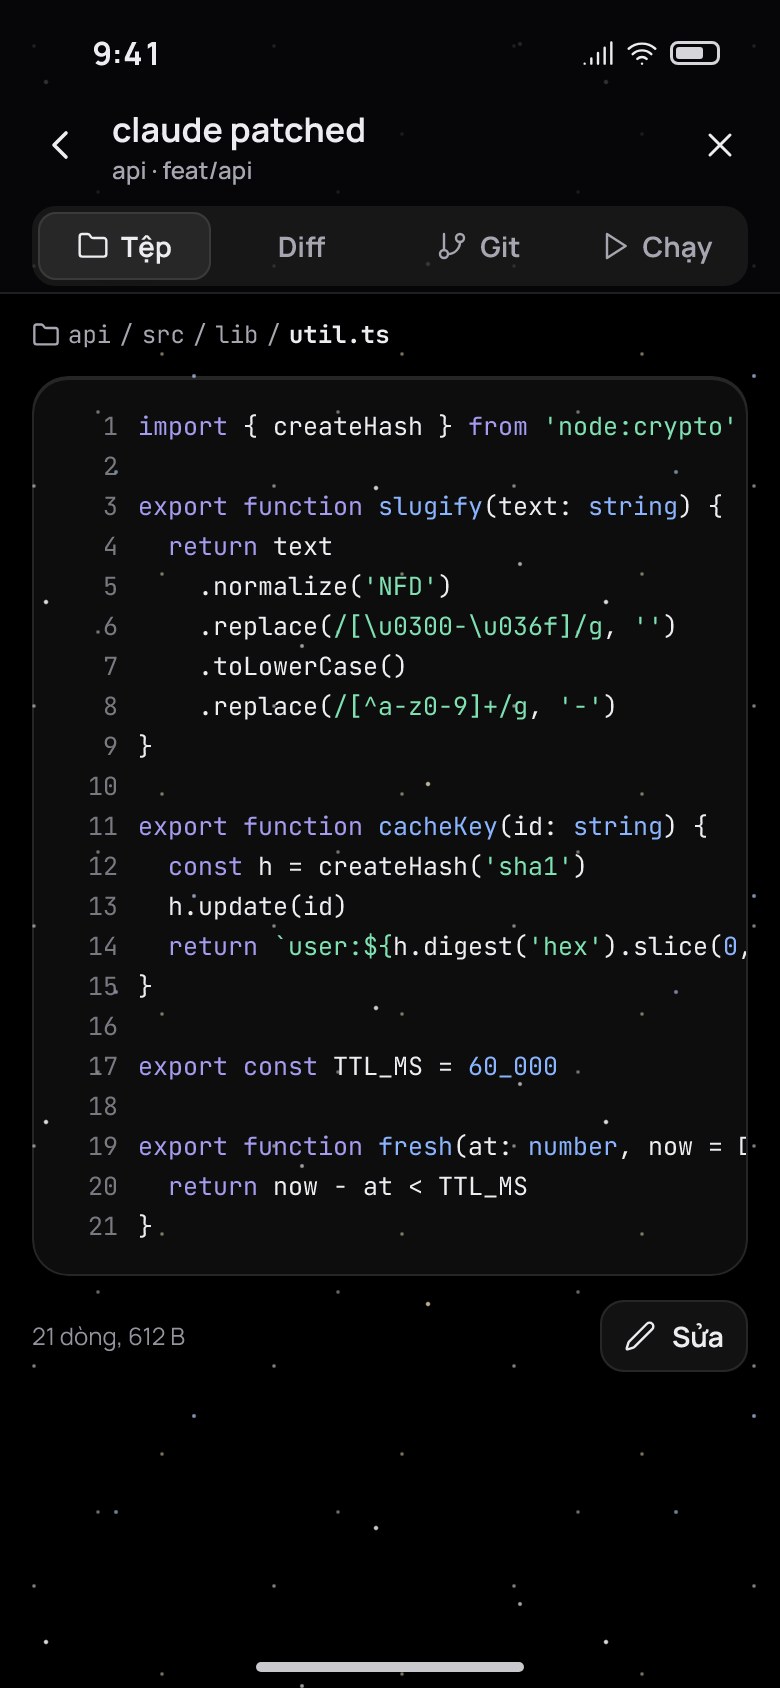 9:41
claude patched
api · feat/api
Tệp Diff Git Chạy
api / src / lib / util.ts
1 import { createHash } from 'node:crypto'
2
3 export function slugify(text: string) {
4   return text
5     .normalize('NFD')
6     .replace(/[\u0300-\u036f]/g, '')
7     .toLowerCase()
8     .replace(/[^a-z0-9]+/g, '-')
9 }
10
11 export function cacheKey(id: string) {
12   const h = createHash('sha1')
13   h.update(id)
14   return `user:${h.digest('hex').slice(0,
15 }
16
17 export const TTL_MS = 60_000
18
19 export function fresh(at: number, now =
20   return now - at < TTL_MS
21 }
21 dòng, 612 B
Sửa